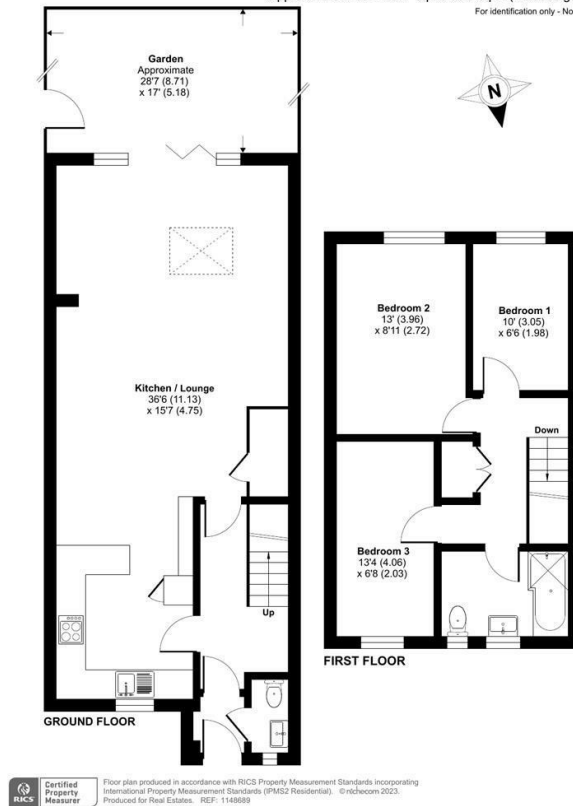 For identification only - No
Garden
Approximate
28'7 (8.71)
x 17' (5.18)
N
Kitchen / Lounge
36'6 (11.13)
x 15'7 (4.75)
Up
GROUND FLOOR
Bedroom 2
13' (3.96)
x 8'11 (2.72)
Bedroom 1
10' (3.05)
x 6'6 (1.98)
Down
Bedroom 3
13'4 (4.06)
x 6'8 (2.03)
FIRST FLOOR
RICS
Certified
Property
Measurer
Floor plan produced in accordance with RICS Property Measurement Standards incorporating
International Property Measurement Standards (IPMS2 Residential). © nichecom 2023.
Produced for Real Estates. REF: 1148689